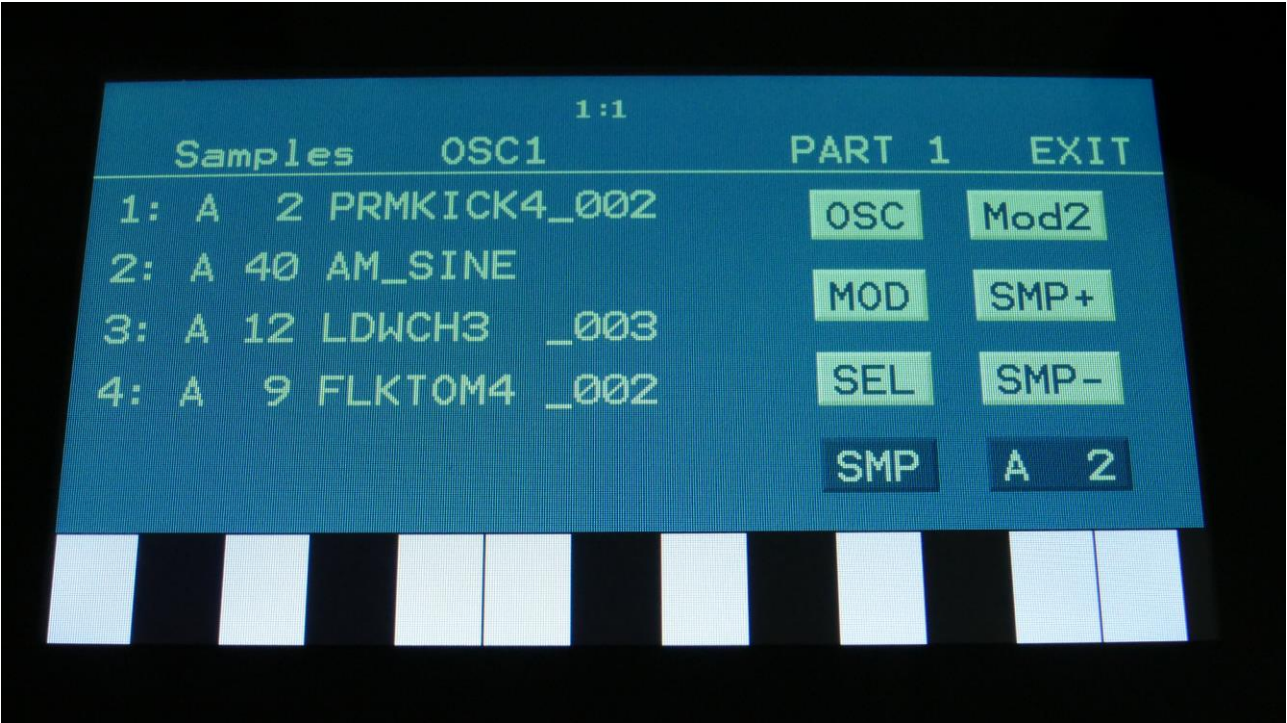 1:1
Samples OSC1 PART 1 EXIT
1: A 2 PRMKICK4_002 OSC Mod2
2: A 40 AM_SINE MOD SMP+
3: A 12 LDWCH3 _003
4: A 9 FLKTOM4 _002 SEL SMP-
SMP A 2